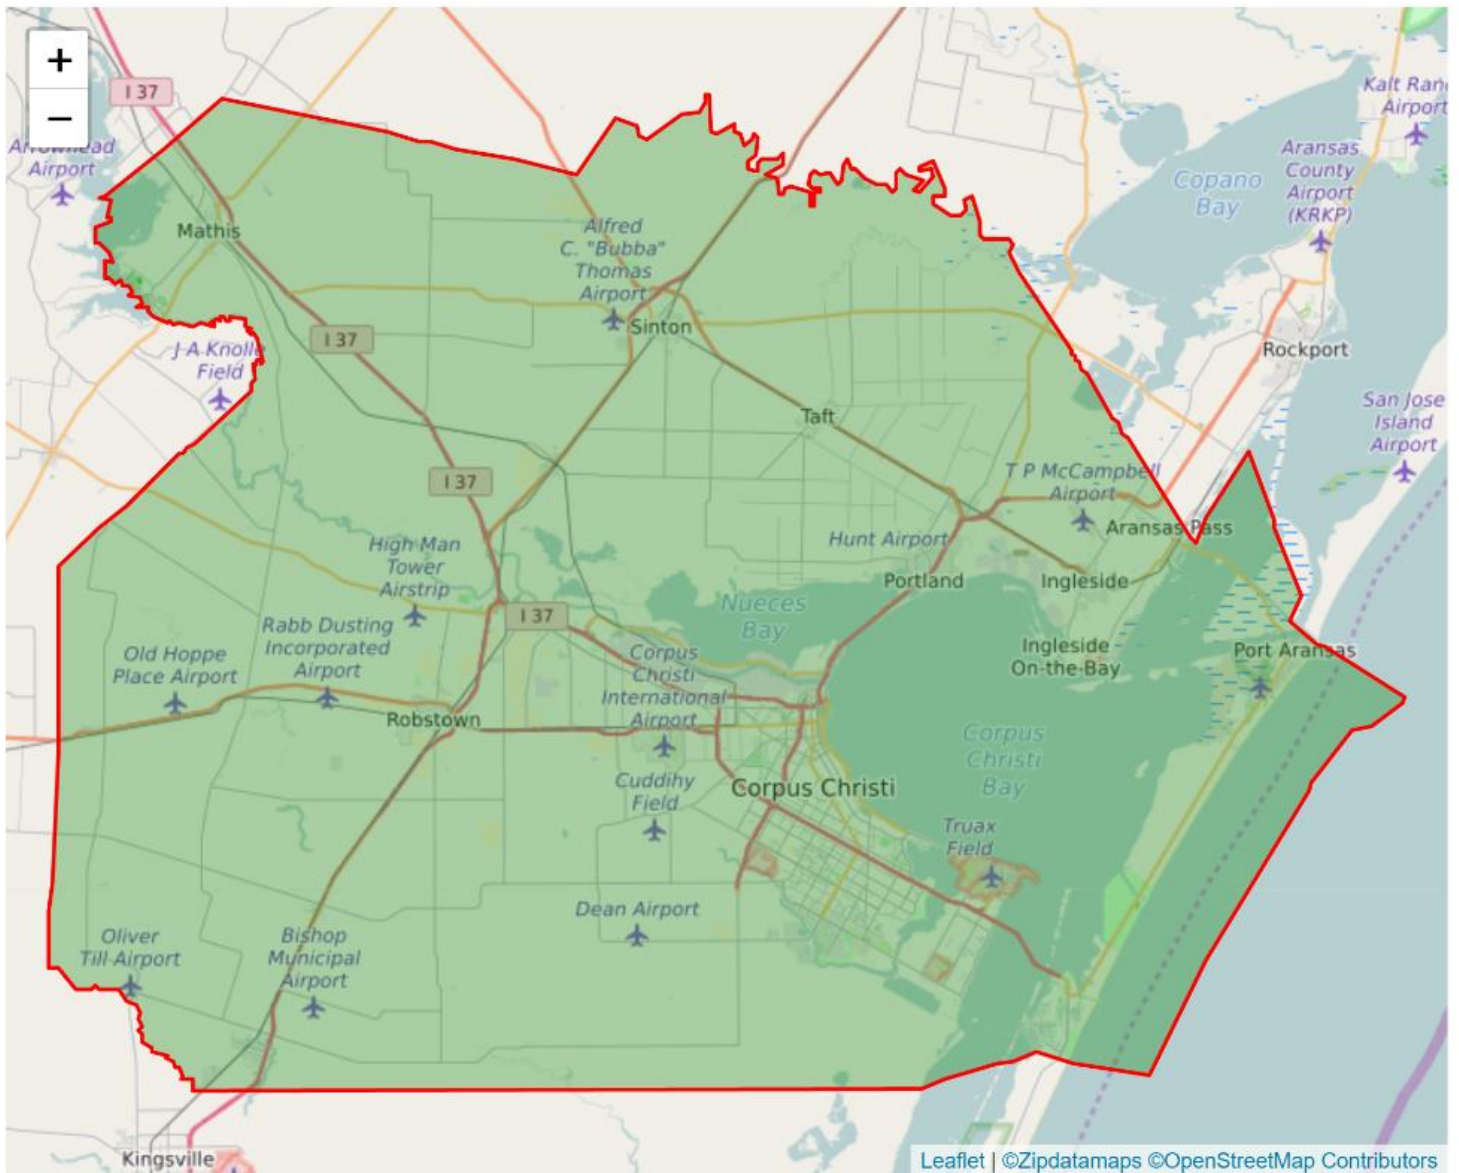 +
−
I 37
Arrowhead
Airport
Kalt Ran
Airport
Aransas
County
Airport
(KRKP)
Copano
Bay
Mathis
Alfred
C. "Bubba"
Thomas
Airport
Sinton
I 37
J A Knolle
Field
Rockport
San Jose
Island
Airport
Taft
I 37
T P McCampbell
Airport
Aransas Pass
Hunt Airport
High Man
Tower
Airstrip
Portland
Ingleside
Nueces
Bay
I 37
Rabb Dusting
Incorporated
Airport
Old Hoppe
Place Airport
Corpus
Christi
International
Airport
Ingleside
On-the-Bay
Port Aransas
Robstown
Corpus
Christi
Bay
Cuddihy
Field
Corpus Christi
Truax
Field
Dean Airport
Oliver
Till Airport
Bishop
Municipal
Airport
Kingsville
Leaflet | ©Zipdatamaps ©OpenStreetMap Contributors